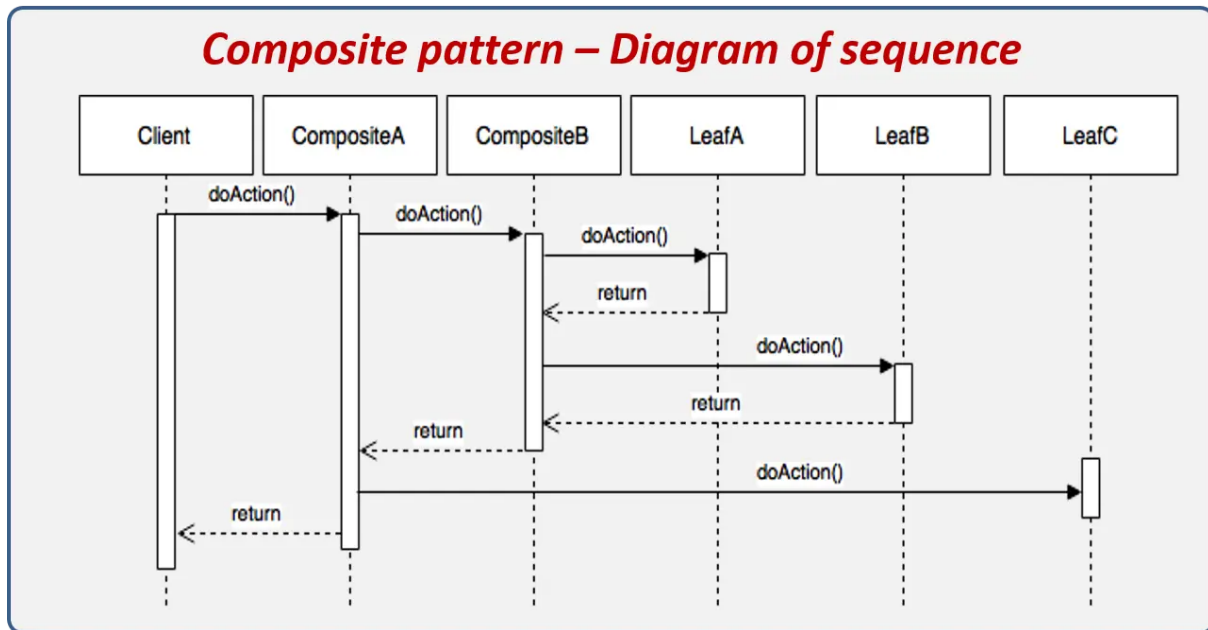 Composite pattern – Diagram of sequence
Client
CompositeA
CompositeB
LeafA
LeafB
LeafC
doAction()
doAction()
doAction()
return
doAction()
return
return
doAction()
return